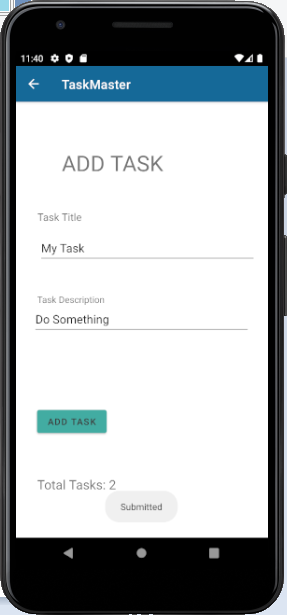 11:40
TaskMaster
ADD TASK
Task Title
My Task
Task Description
Do Something
ADD TASK
Total Tasks: 2
Submitted